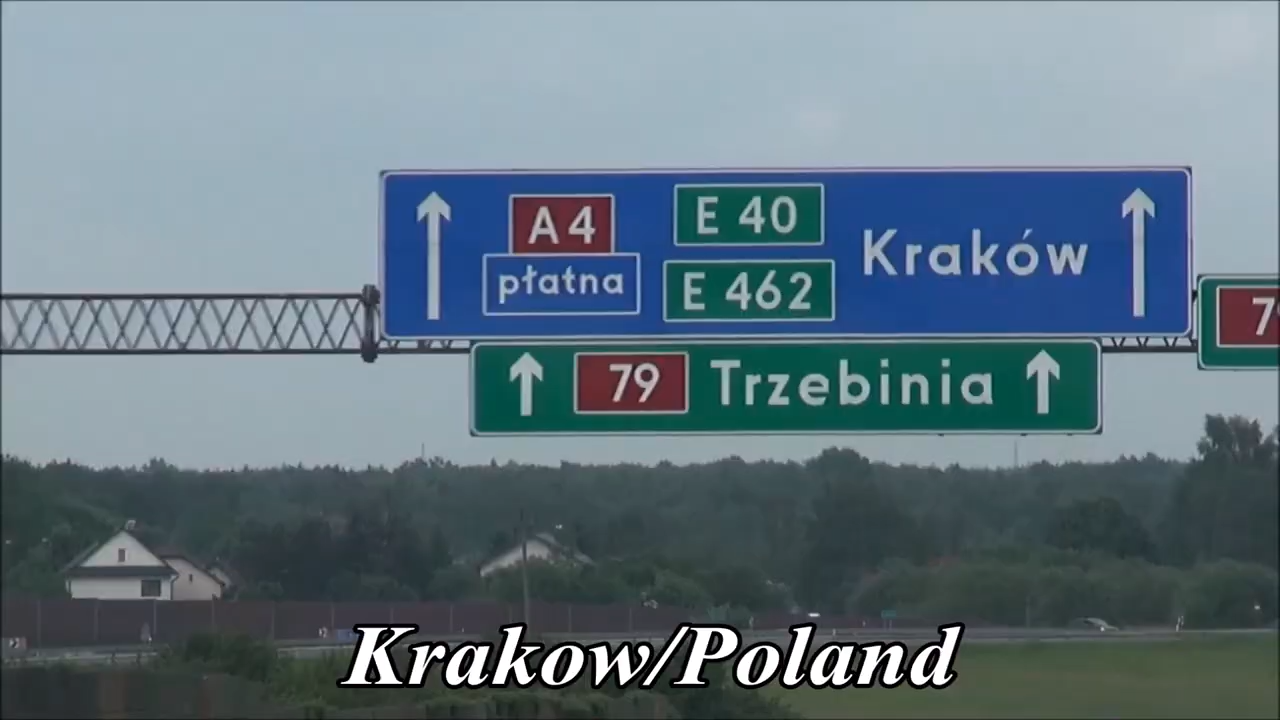 A4
płatna
E 40
E 462
Kraków
79
Trzebinia
Krakow/Poland